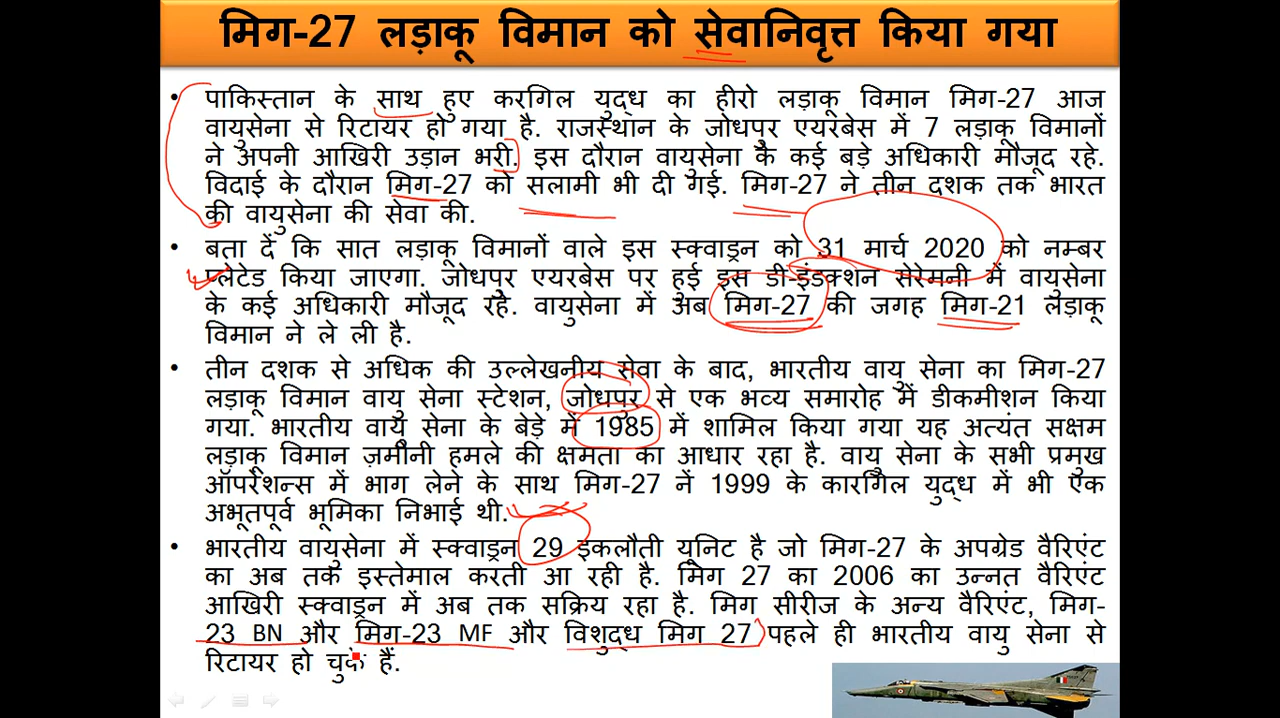 मिग-27 लड़ाकू विमान को सेवानिवृत्त किया गया
• पाकिस्तान के साथ हुए करगिल युद्ध का हीरो लड़ाकू विमान मिग-27 आज
वायुसेना से रिटायर हो गया है. राजस्थान के जोधपुर एयरबेस में 7 लड़ाकू विमानों
ने अपनी आखिरी उड़ान भरी. इस दौरान वायुसेना के कई बड़े अधिकारी मौजूद रहे.
विदाई के दौरान मिग-27 को सलामी भी दी गई. मिग-27 ने तीन दशक तक भारत
की वायुसेना की सेवा की.
• बता दें कि सात लड़ाकू विमानों वाले इस स्क्वाड्रन को 31 मार्च 2020 को नम्बर
प्लेटेड किया जाएगा. जोधपुर एयरबेस पर हुई इस डी-इंडक्शन सेरेमनी में वायुसेना
के कई अधिकारी मौजूद रहे. वायुसेना में अब मिग-27 की जगह मिग-21 लड़ाकू
विमान ने ले ली है.
• तीन दशक से अधिक की उल्लेखनीय सेवा के बाद, भारतीय वायु सेना का मिग-27
लड़ाकू विमान वायु सेना स्टेशन, जोधपुर से एक भव्य समारोह में डीकमीशन किया
गया. भारतीय वायु सेना के बेड़े में 1985 में शामिल किया गया यह अत्यंत सक्षम
लड़ाकू विमान ज़मीनी हमले की क्षमता का आधार रहा है. वायु सेना के सभी प्रमुख
ऑपरेशन्स में भाग लेने के साथ मिग-27 नें 1999 के कारगिल युद्ध में भी एक
अभूतपूर्व भूमिका निभाई थी.
• भारतीय वायुसेना में स्क्वाड्रन 29 इकलौती यूनिट है जो मिग-27 के अपग्रेड वैरिएंट
का अब तक इस्तेमाल करती आ रही है. मिग 27 का 2006 का उन्नत वैरिएंट
आखिरी स्क्वाड्रन में अब तक सक्रिय रहा है. मिग सीरीज के अन्य वैरिएंट, मिग-
23 BN और मिग-23 MF और विशुद्ध मिग 27 पहले ही भारतीय वायु सेना से
रिटायर हो चुके हैं.